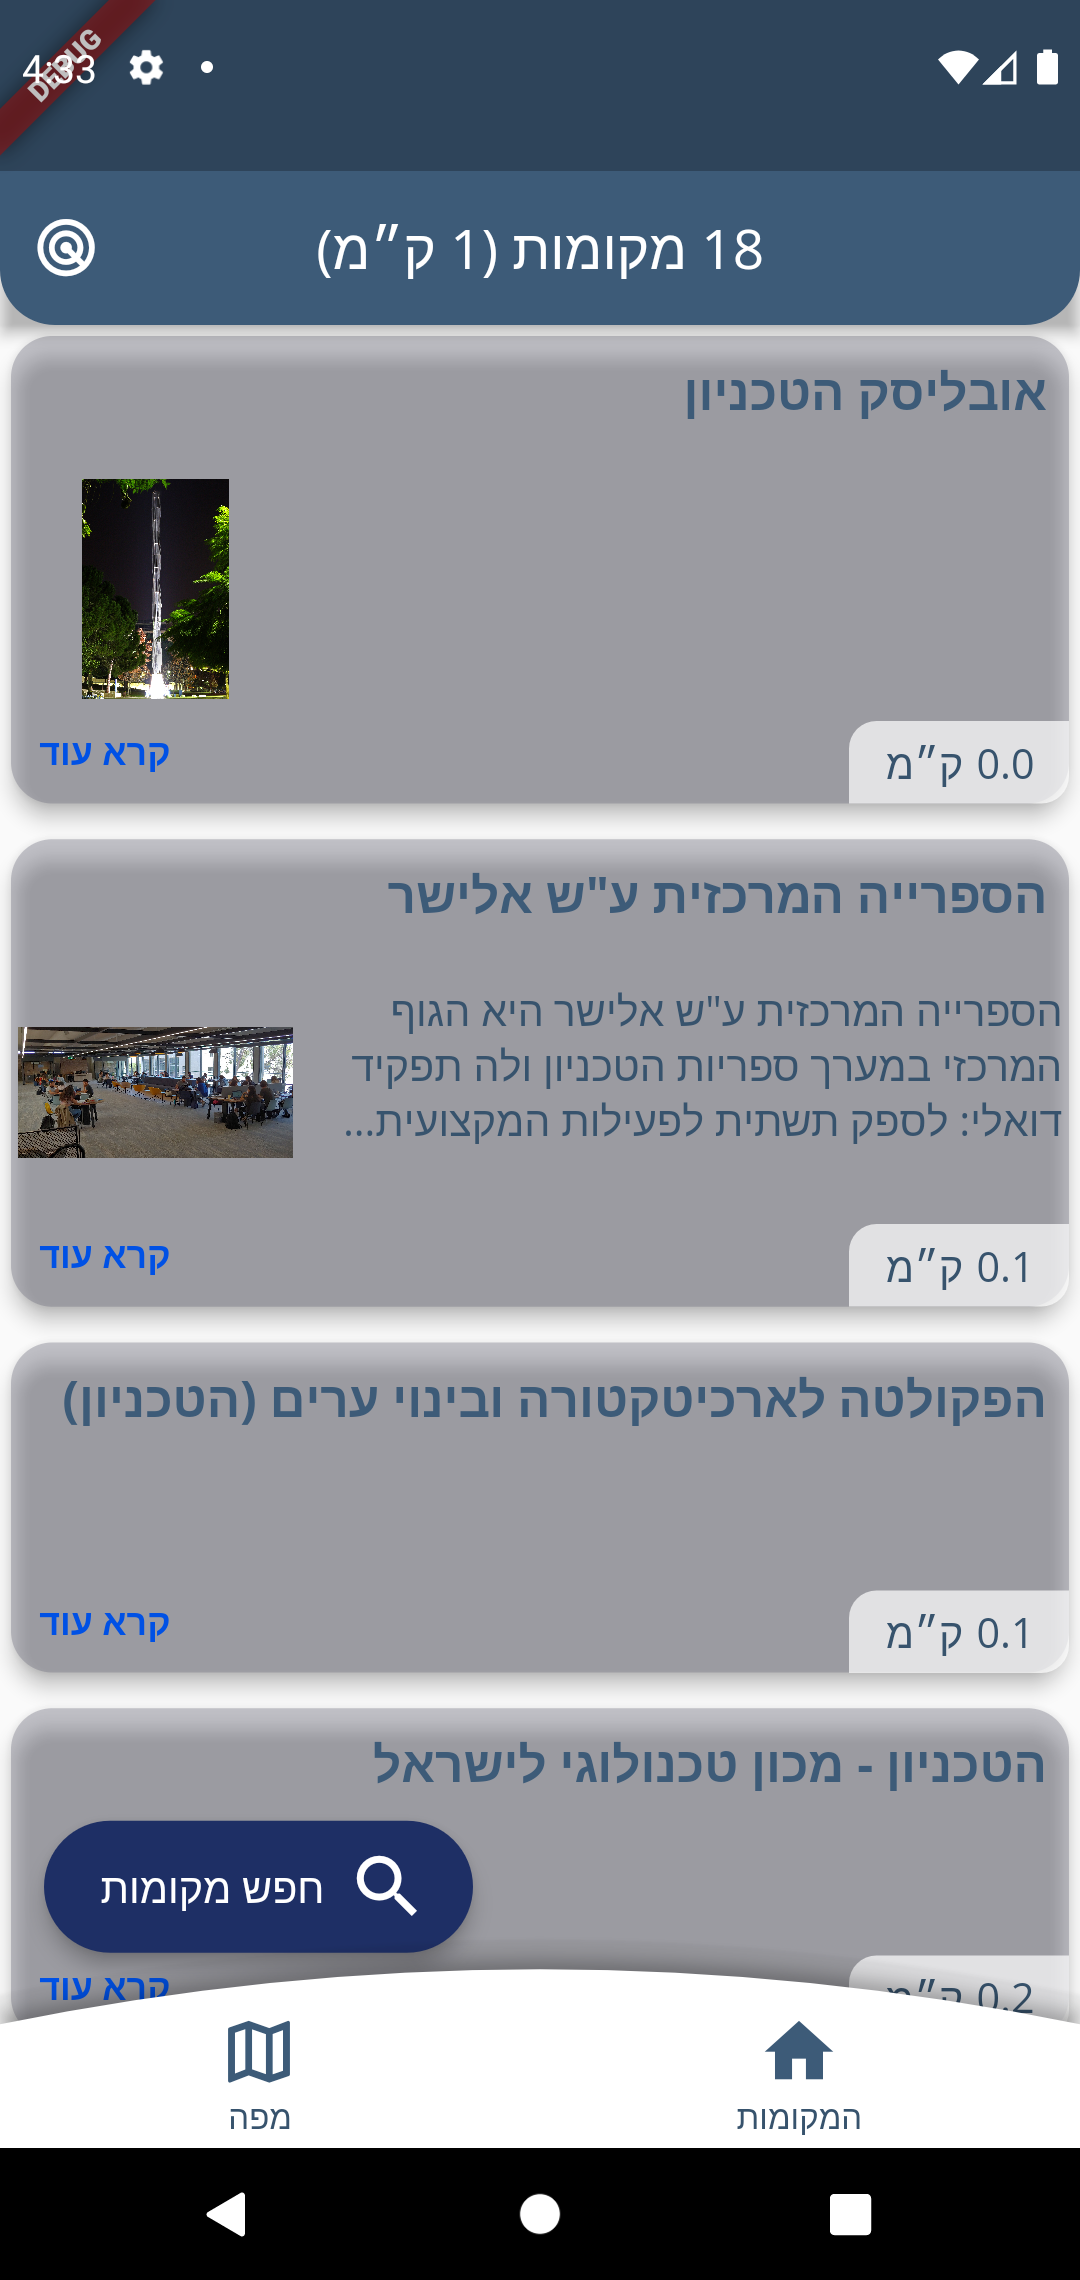 4:33
DEBUG
18 מקומות (1 ק״מ)
אובליסק הטכניון
קרא עוד
0.0 ק״מ
הספרייה המרכזית ע"ש אלישר
הספרייה המרכזית ע"ש אלישר היא הגוף
המרכזי במערך ספריות הטכניון ולה תפקיד
דואלי: לספק תשתית לפעילות המקצועית...
קרא עוד
0.1 ק״מ
הפקולטה לארכיטקטורה ובינוי ערים (הטכניון)
קרא עוד
0.1 ק״מ
הטכניון - מכון טכנולוגי לישראל
חפש מקומות
קרא עוד
0.2 ק״מ
המקומות
מפה